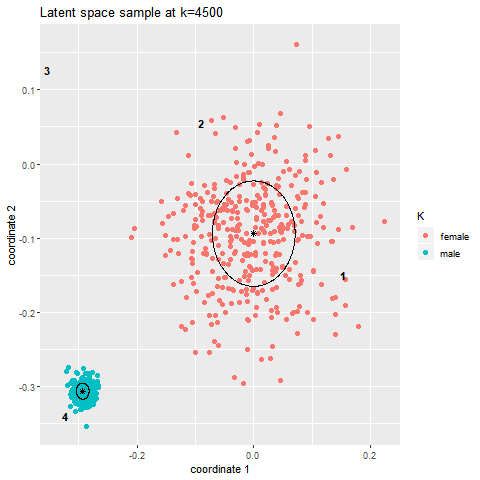 Latent space sample at k=4500
3
2
1
4
0.1
0.0
-0.1
-0.2
-0.3
coordinate 2
-0.2
0.0
0.2
coordinate 1
K
female
male